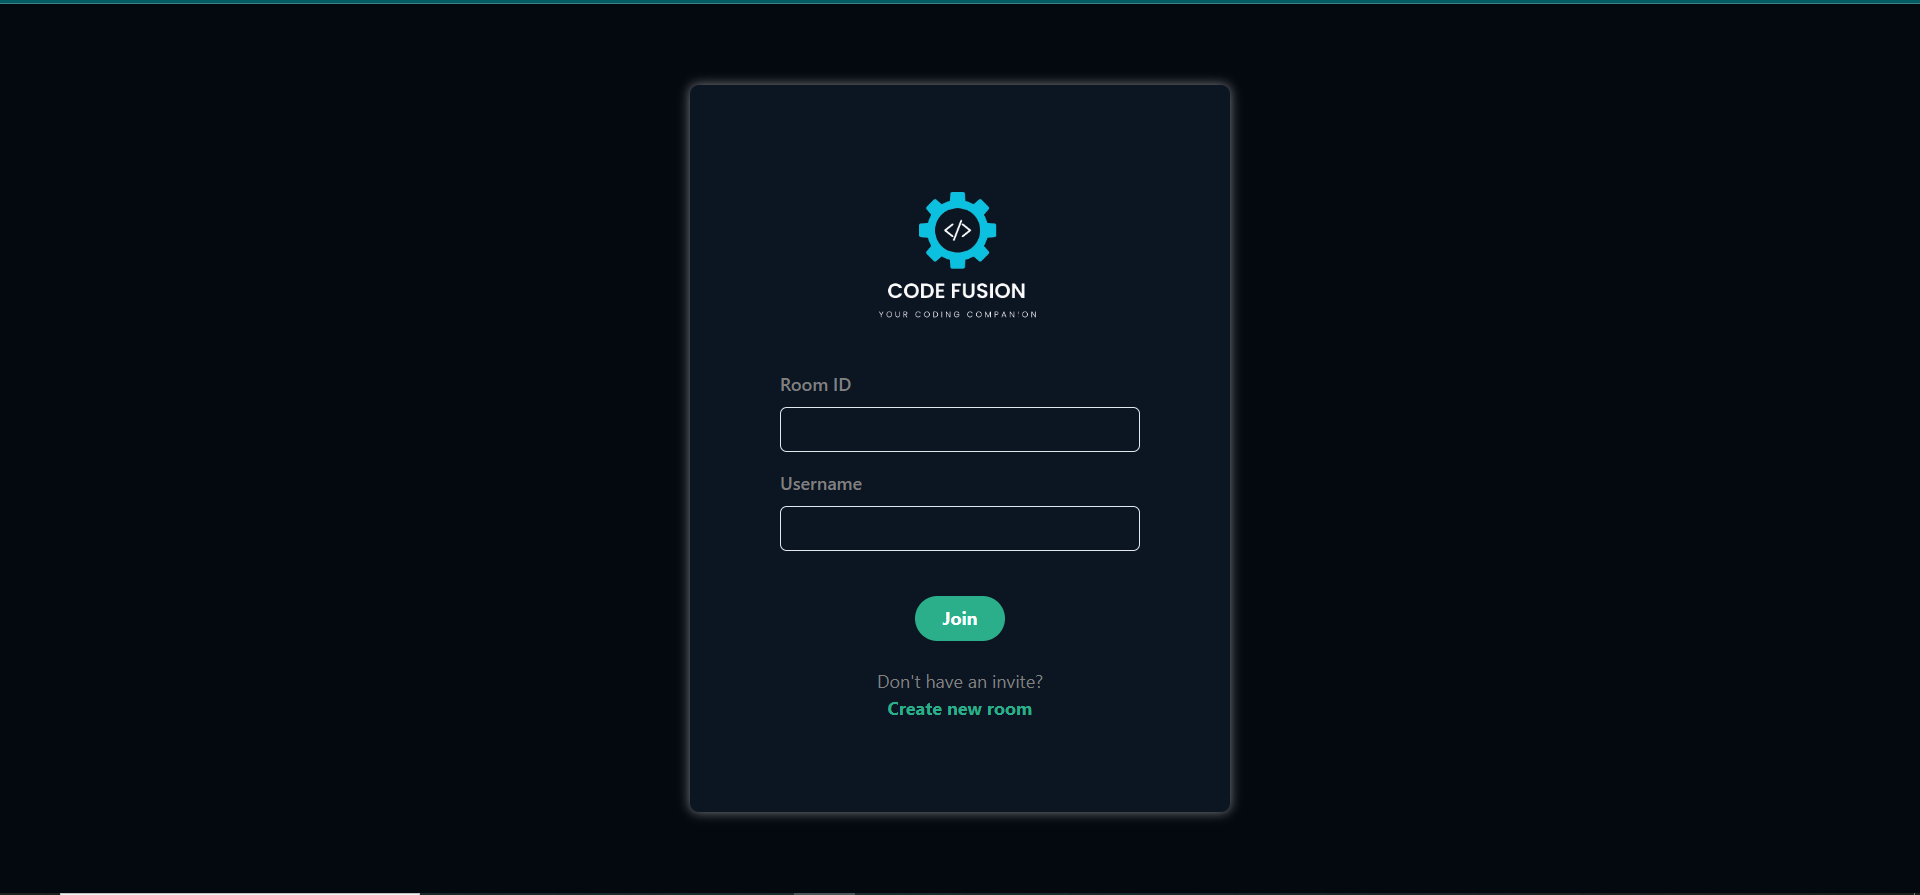 </>
CODE FUSION
YOUR CODING COMPANION
Room ID
Username
Join
Don't have an invite?
Create new room